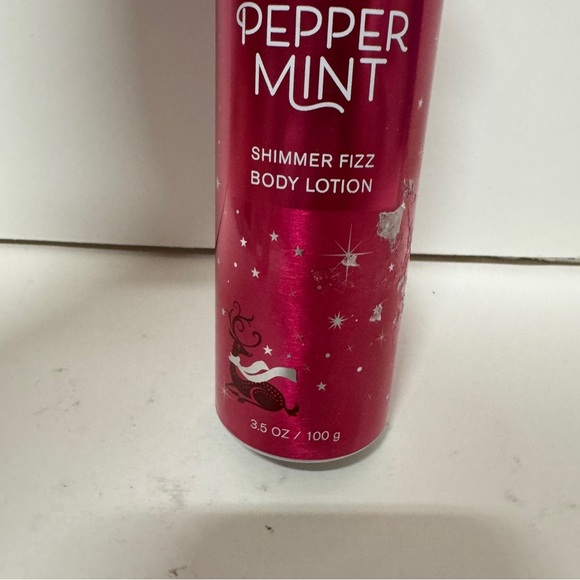 PEPPER
MINT
SHIMMER FIZZ
BODY LOTION
3.5 OZ / 100 g